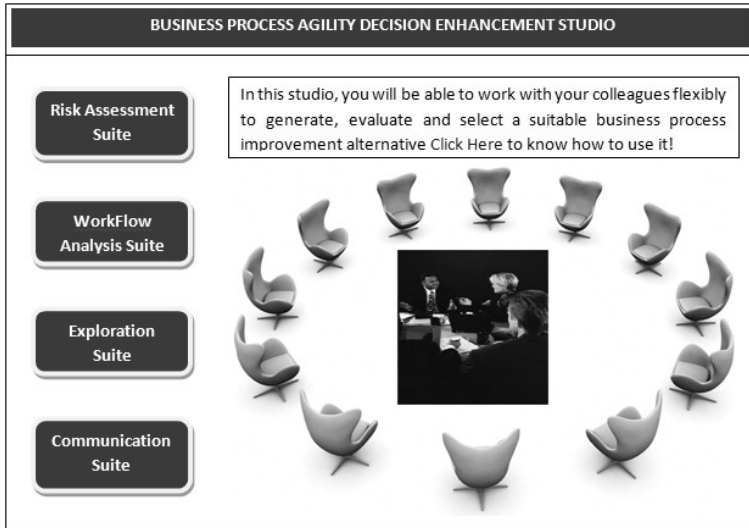 BUSINESS PROCESS AGILITY DECISION ENHANCEMENT STUDIO
Risk Assessment
Suite
In this studio, you will be able to work with your colleagues flexibly
to generate, evaluate and select a suitable business process
improvement alternative Click Here to know how to use it!
WorkFlow
Analysis Suite
Exploration
Suite
Communication
Suite